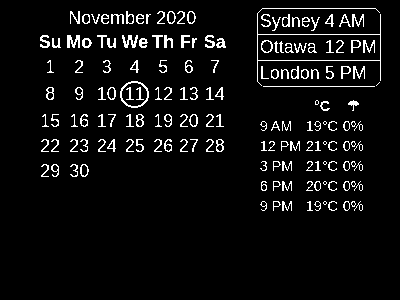 November 2020
Su Mo Tu We Th Fr Sa
1 2 3 4 5 6 7
8 9 10 11 12 13 14
15 16 17 18 19 20 21
22 23 24 25 26 27 28
29 30
Sydney 4 AM
Ottawa 12 PM
London 5 PM
°C ☂
9 AM 19°C 0%
12 PM 21°C 0%
3 PM 21°C 0%
6 PM 20°C 0%
9 PM 19°C 0%